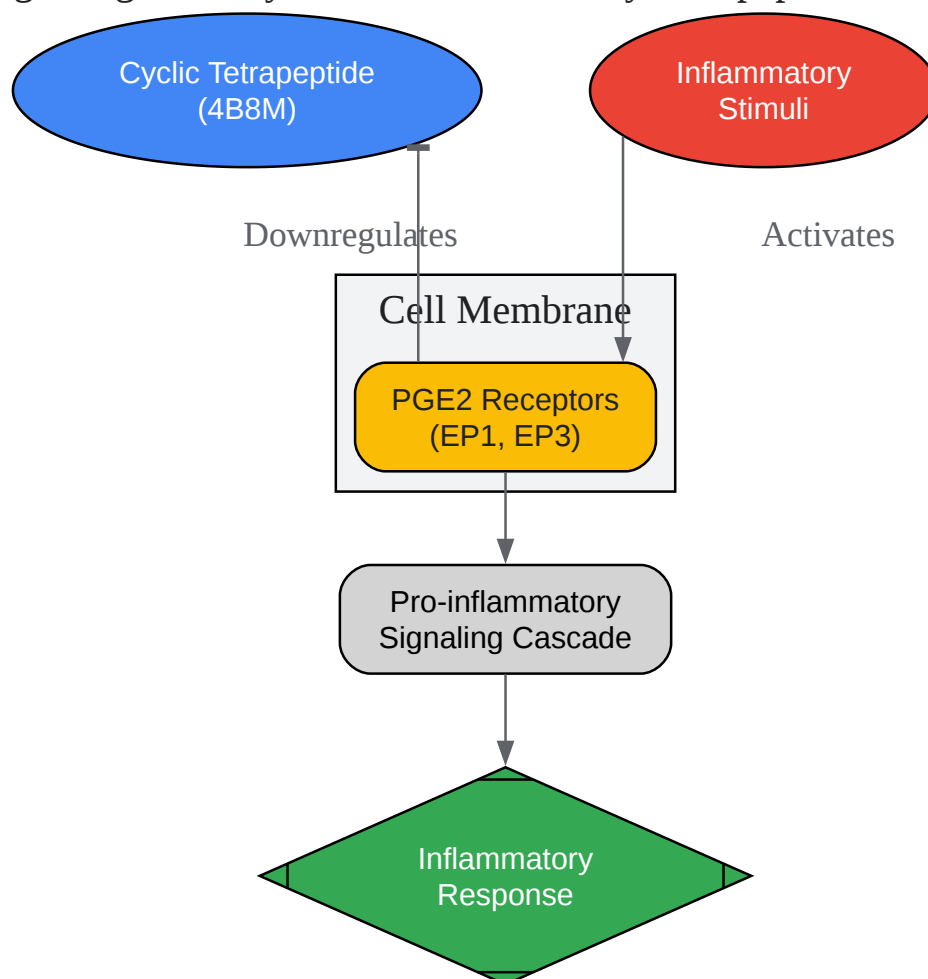 Cyclic Tetrapeptide
(4B8M)
Inflammatory
Stimuli
Downregulates
Activates
Cell Membrane
PGE2 Receptors
(EP1, EP3)
Pro-inflammatory
Signaling Cascade
Inflammatory
Response